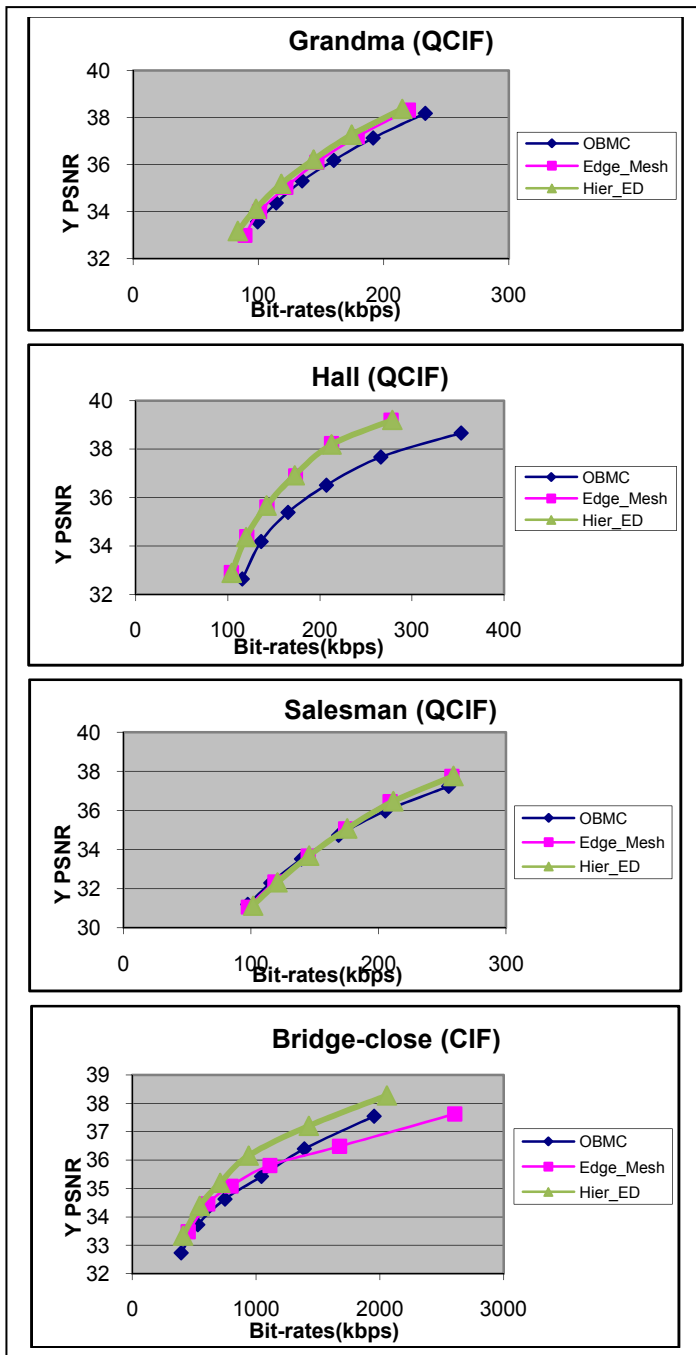 Grandma (QCIF)
40
38
36
34
32
Y PSNR
0
100
200
300
Bit-rates(kbps)
OBMC
Edge_Mesh
Hier_ED
Hall (QCIF)
40
38
36
34
32
Y PSNR
0
100
200
300
400
Bit-rates(kbps)
OBMC
Edge_Mesh
Hier_ED
Salesman (QCIF)
40
38
36
34
32
30
Y PSNR
0
100
200
300
Bit-rates(kbps)
OBMC
Edge_Mesh
Hier_ED
Bridge-close (CIF)
39
38
37
36
35
34
33
32
Y PSNR
0
1000
2000
3000
Bit-rates(kbps)
OBMC
Edge_Mesh
Hier_ED